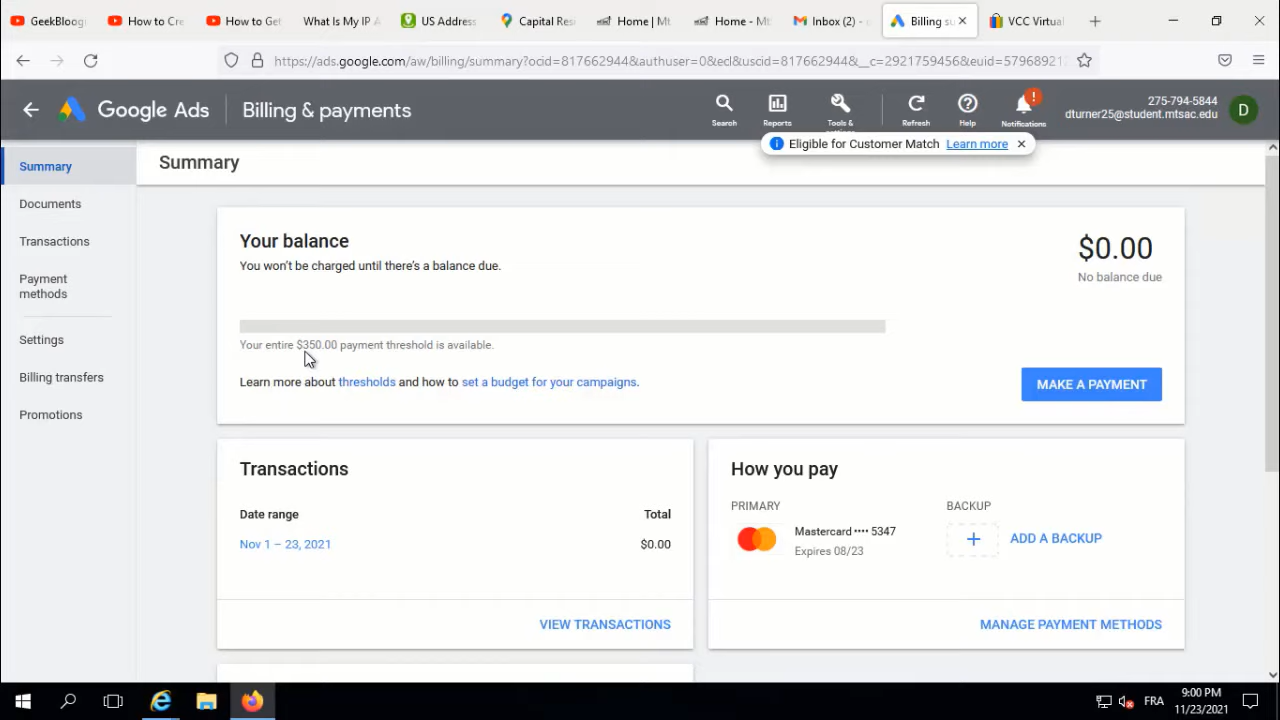 GeekBloogi
How to Cre
How to Get
What Is My IP A
US Address
Capital Res
Home | Mt
Home - Mt
Inbox (2) - 
Billing su
VCC Virtual
https://ads.google.com/aw/billing/summary?ocid=817662944&authuser=0&ecl&uscid=817662944&__c=2921759456&euid=57968921
Google Ads
Billing & payments
Search
Reports
Tools &
Refresh
Help
Notifications
275-794-5844
dturner25@student.mtsac.edu
D
Eligible for Customer Match Learn more
Summary
Documents
Transactions
Payment
methods
Settings
Billing transfers
Promotions
Summary
Your balance
You won't be charged until there's a balance due.
$0.00
No balance due
Your entire $350.00 payment threshold is available.
Learn more about thresholds and how to set a budget for your campaigns.
MAKE A PAYMENT
Transactions
Date range Total
Nov 1 – 23, 2021 $0.00
VIEW TRANSACTIONS
How you pay
PRIMARY BACKUP
Mastercard •••• 5347
Expires 08/23
ADD A BACKUP
MANAGE PAYMENT METHODS
FRA
9:00 PM
11/23/2021